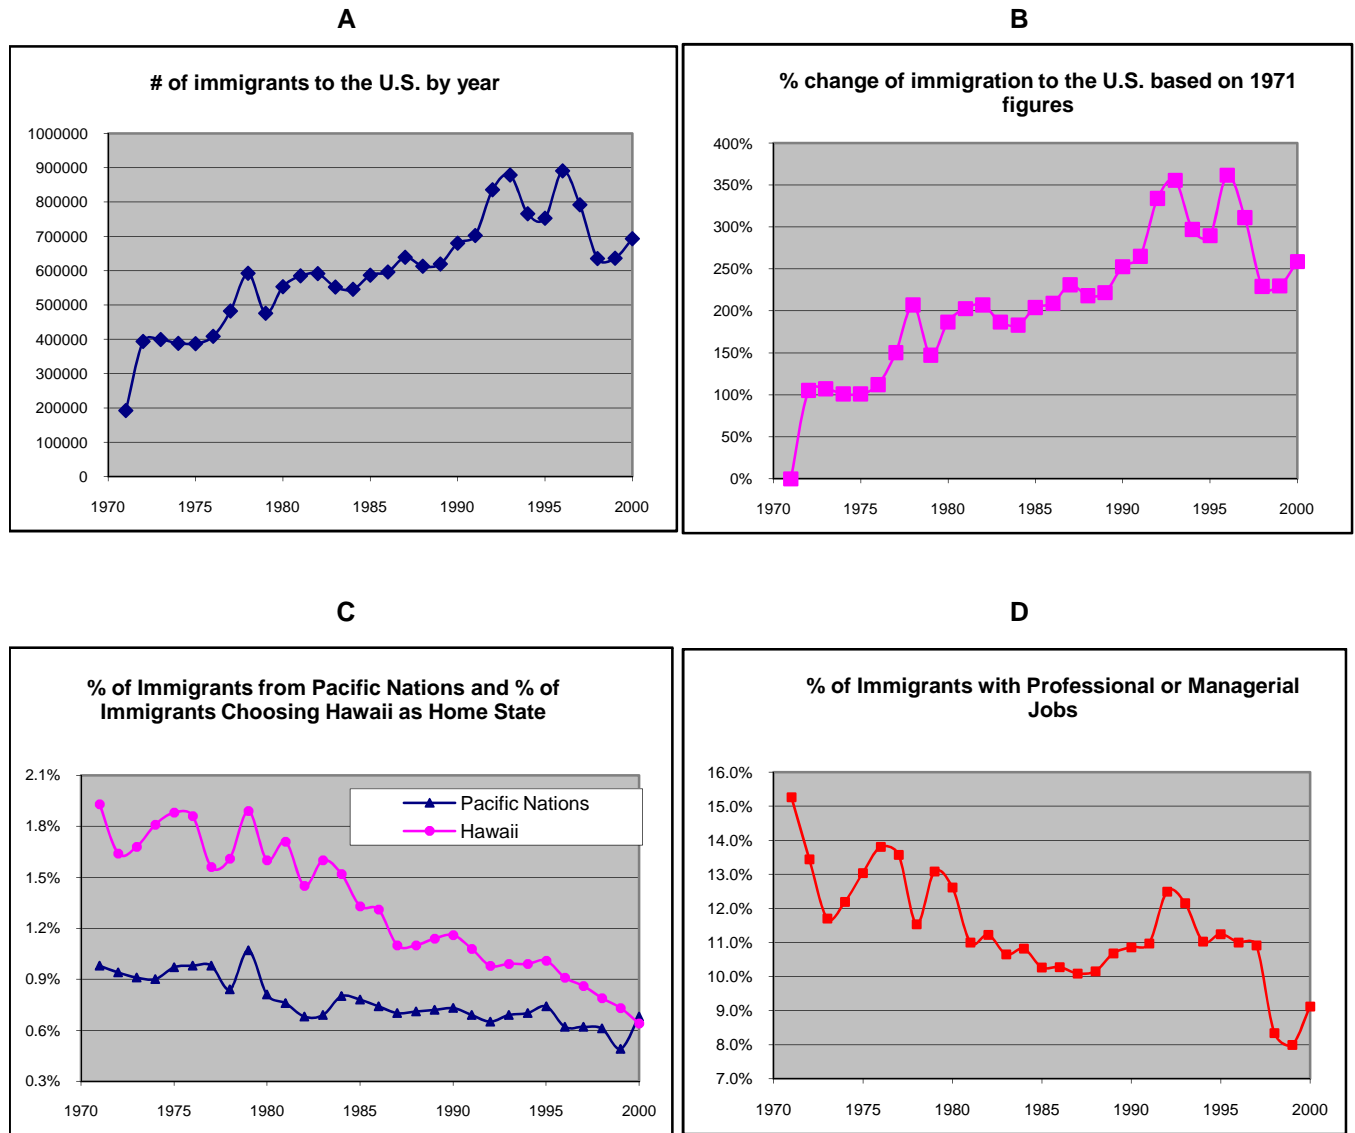 A
B
# of immigrants to the U.S. by year
1000000
900000
800000
700000
600000
500000
400000
300000
200000
100000
0
1970 1975 1980 1985 1990 1995 2000
% change of immigration to the U.S. based on 1971
figures
400%
350%
300%
250%
200%
150%
100%
50%
0%
1970 1975 1980 1985 1990 1995 2000
C
D
% of Immigrants from Pacific Nations and % of
Immigrants Choosing Hawaii as Home State
2.1%
1.8%
1.5%
1.2%
0.9%
0.6%
0.3%
Pacific Nations
Hawaii
1970 1975 1980 1985 1990 1995 2000
% of Immigrants with Professional or Managerial
Jobs
16.0%
15.0%
14.0%
13.0%
12.0%
11.0%
10.0%
9.0%
8.0%
7.0%
1970 1975 1980 1985 1990 1995 2000